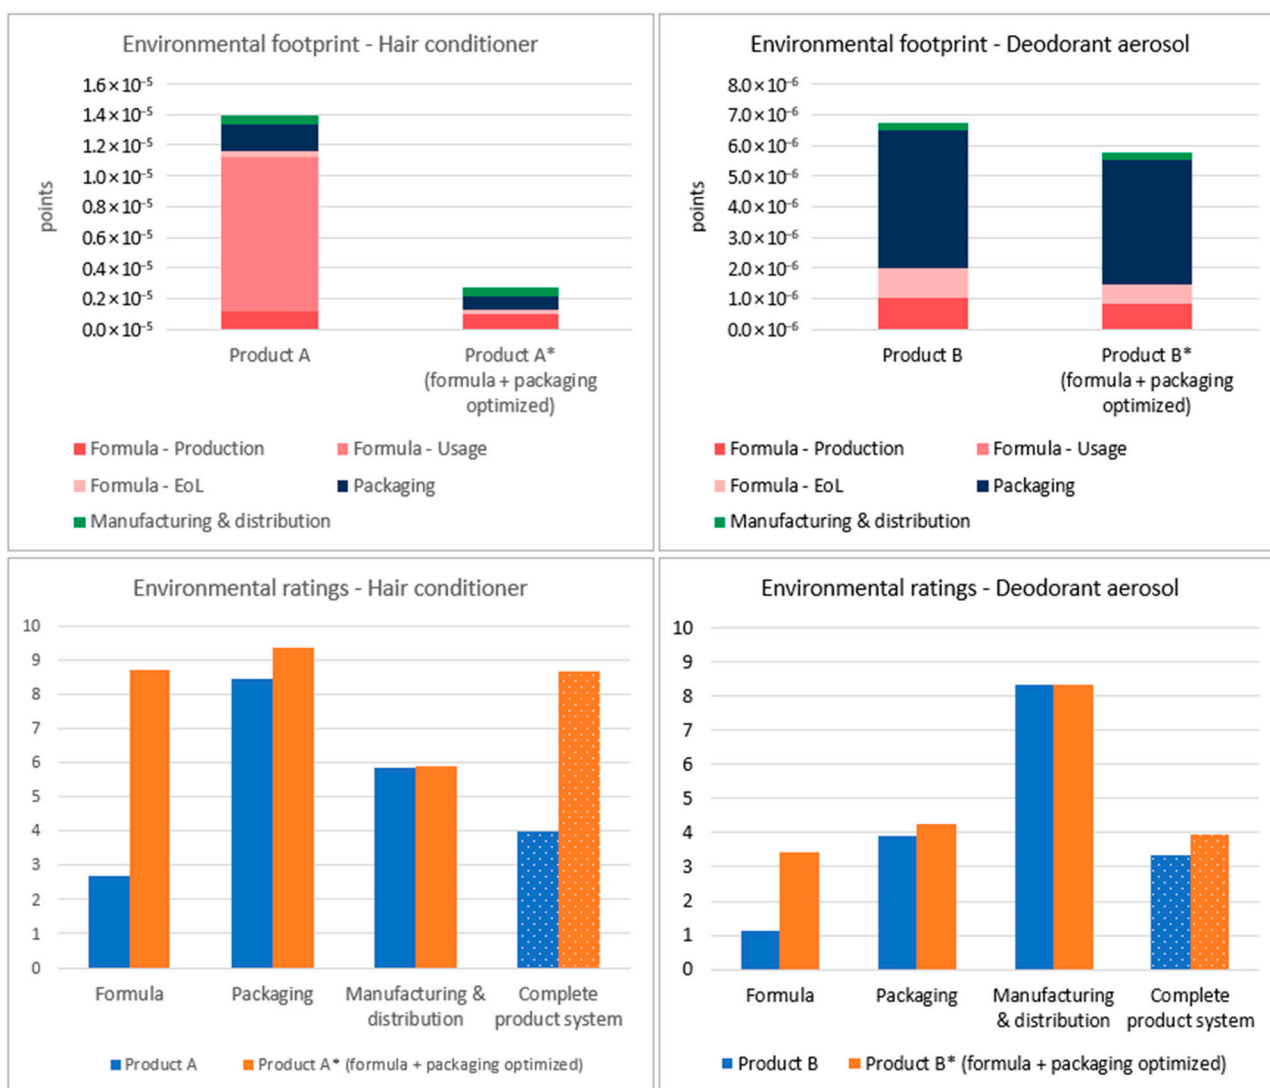 Environmental footprint - Hair conditioner
1.6 × 10⁻⁵
1.4 × 10⁻⁵
1.2 × 10⁻⁵
1.0 × 10⁻⁵
0.8 × 10⁻⁵
0.6 × 10⁻⁵
0.4 × 10⁻⁵
0.2 × 10⁻⁵
0.0 × 10⁻⁵
points
Product A
Product A*
(formula + packaging
optimized)
Formula - Production
Formula - Usage
Formula - EoL
Packaging
Manufacturing & distribution
Environmental footprint - Deodorant aerosol
8.0 × 10⁻⁶
7.0 × 10⁻⁶
6.0 × 10⁻⁶
5.0 × 10⁻⁶
4.0 × 10⁻⁶
3.0 × 10⁻⁶
2.0 × 10⁻⁶
1.0 × 10⁻⁶
0.0 × 10⁻⁶
points
Product B
Product B*
(formula + packaging
optimized)
Formula - Production
Formula - Usage
Formula - EoL
Packaging
Manufacturing & distribution
Environmental ratings - Hair conditioner
10
9
8
7
6
5
4
3
2
1
0
Formula
Packaging
Manufacturing &
distribution
Complete
product system
Product A
Product A* (formula + packaging optimized)
Environmental ratings - Deodorant aerosol
10
9
8
7
6
5
4
3
2
1
0
Formula
Packaging
Manufacturing
& distribution
Complete
product system
Product B
Product B* (formula + packaging optimized)